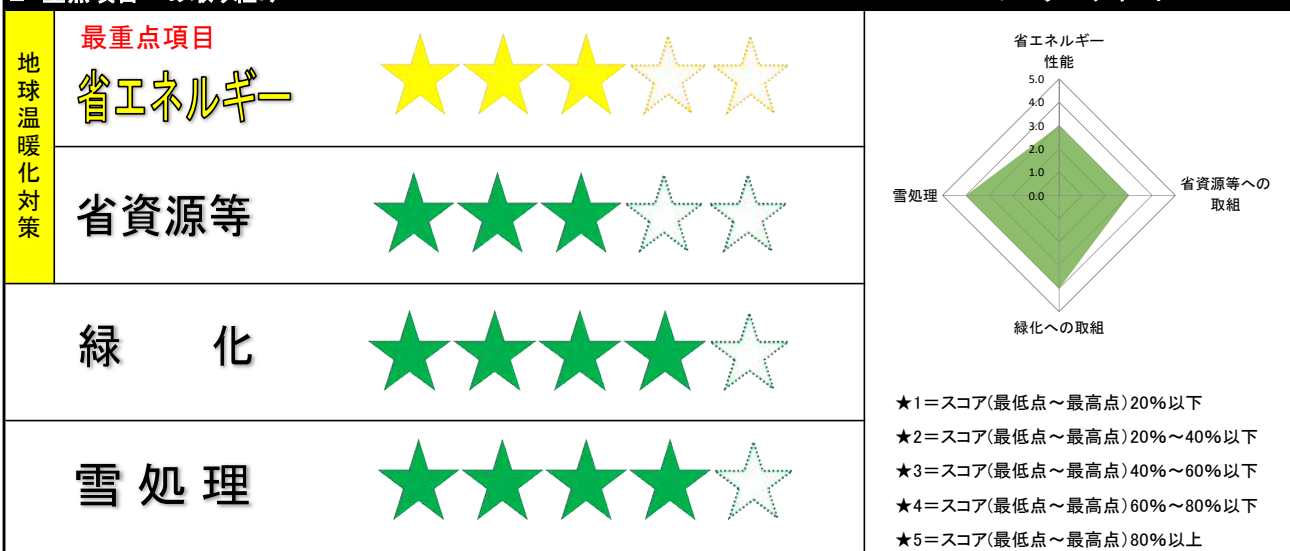 地球温暖化対策
最重点項目
省エネルギー
省資源等
緑 化
雪 処 理
省エネルギー
性能
5.0
4.0
3.0
2.0
1.0
0.0
省資源等への
取組
緑化への取組
雪処理
★1＝スコア(最低点～最高点)20%以下
★2＝スコア(最低点～最高点)20%～40%以下
★3＝スコア(最低点～最高点)40%～60%以下
★4＝スコア(最低点～最高点)60%～80%以下
★5＝スコア(最低点～最高点)80%以上